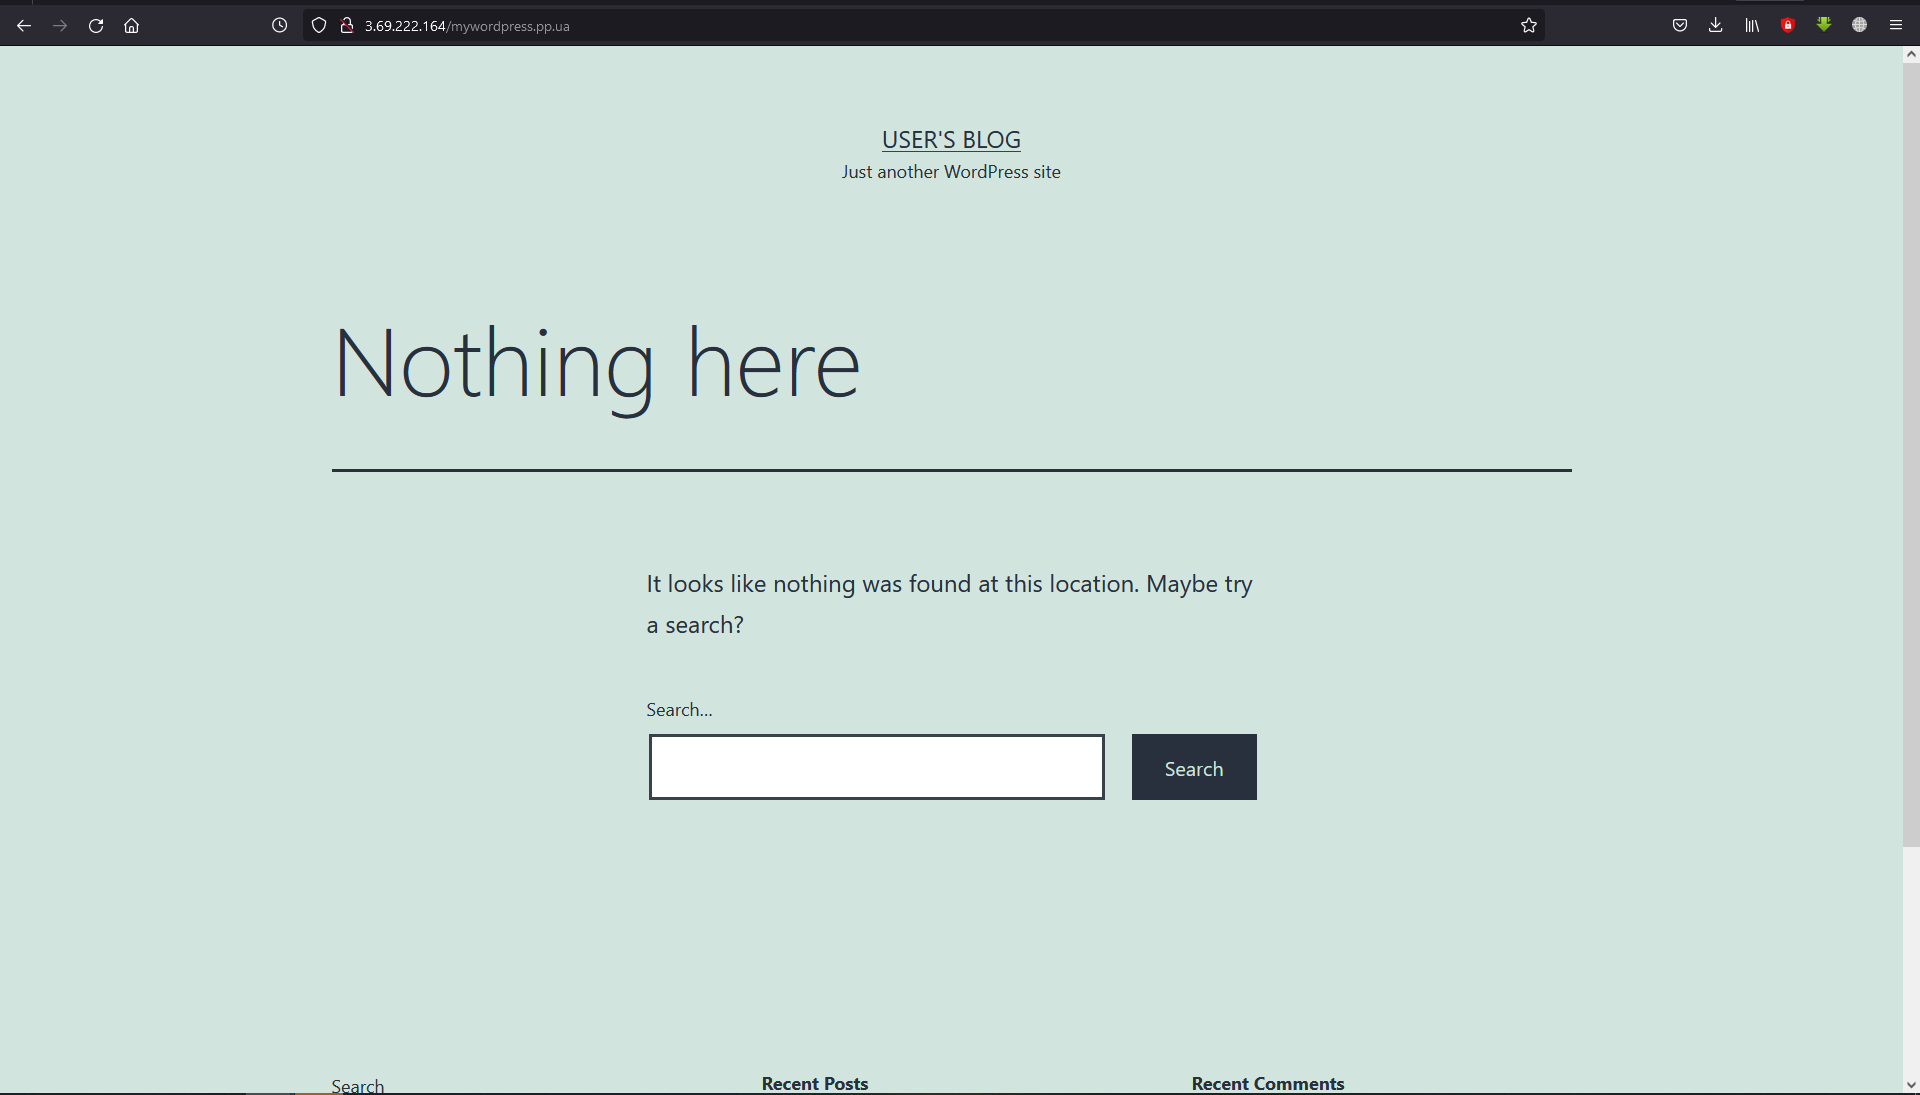 3.69.222.164/mywordpress.pp.ua
USER'S BLOG
Just another WordPress site
Nothing here
It looks like nothing was found at this location. Maybe try
a search?
Search…
Search
Search
Recent Posts
Recent Comments